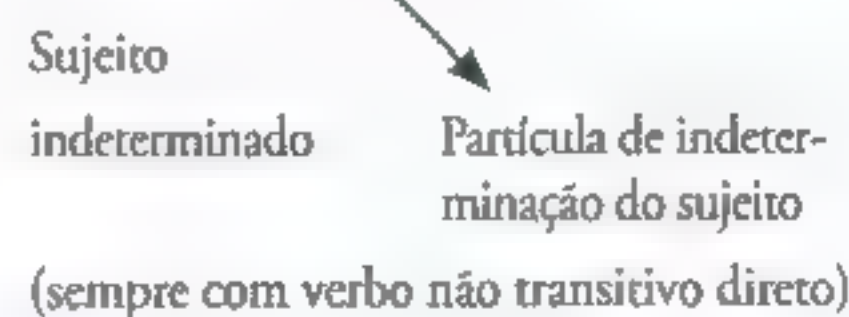 Sujeito
indeterminado
Partícula de indeter-
minação do sujeito
(sempre com verbo não transitivo direto)